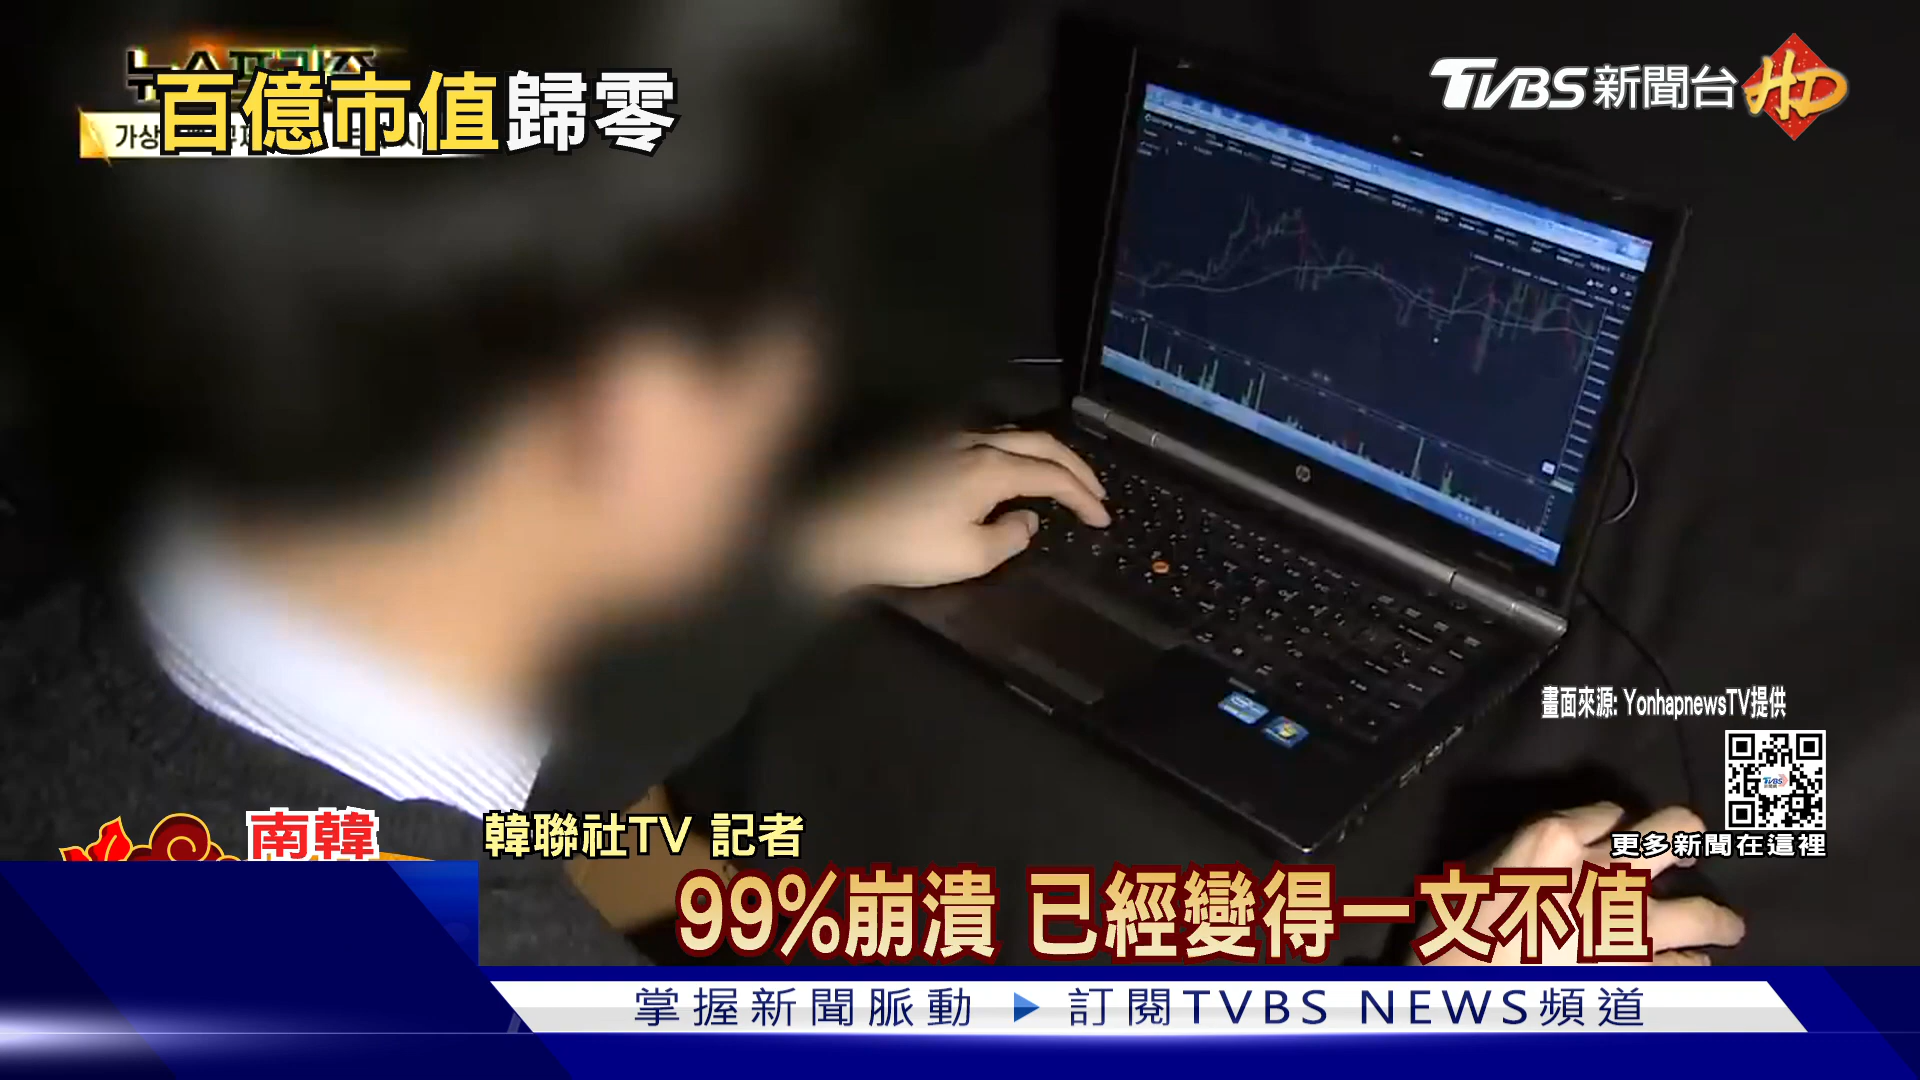 百億市值歸零
TVBS新聞台 HD
가상
畫面來源: YonhapnewsTV提供
TVBS
更多新聞在這裡
南韓
韓聯社TV 記者
99%崩潰 已經變得一文不值
掌握新聞脈動 ▶ 訂閱TVBS NEWS頻道